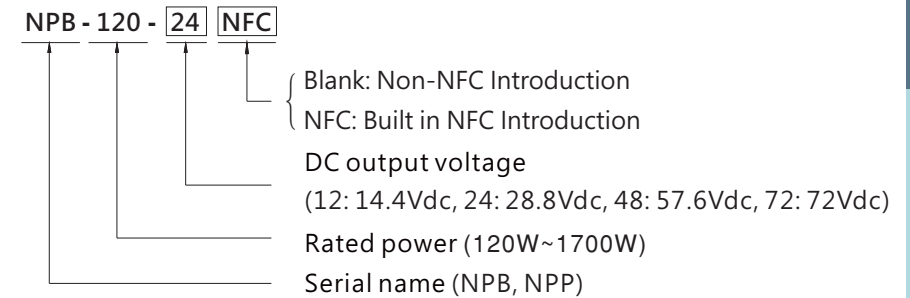 NPB - 120 - 24 NFC
Blank: Non-NFC Introduction
NFC: Built in NFC Introduction
DC output voltage
(12: 14.4Vdc, 24: 28.8Vdc, 48: 57.6Vdc, 72: 72Vdc)
Rated power (120W~1700W)
Serial name (NPB, NPP)